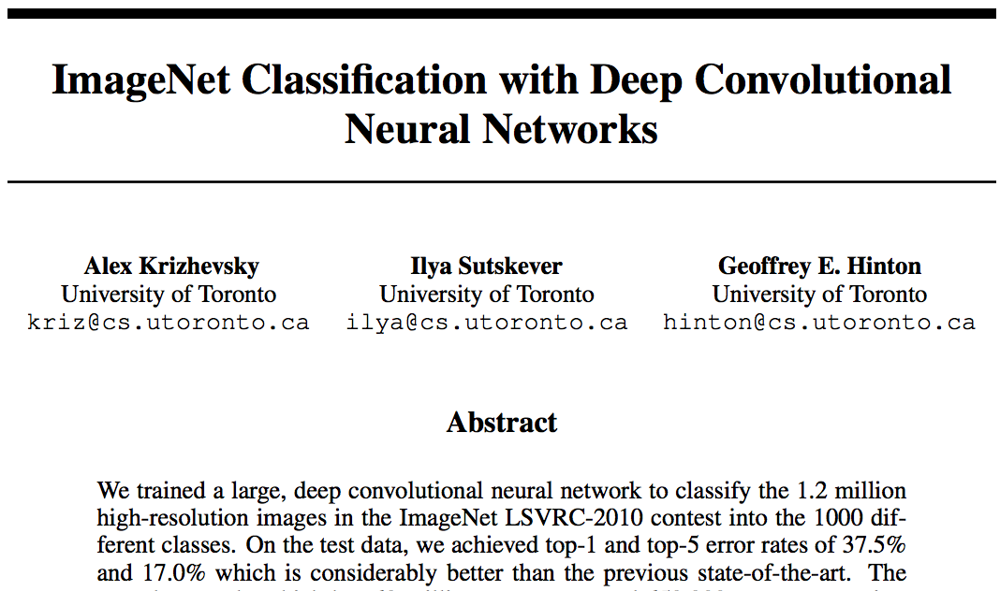 ImageNet Classification with Deep Convolutional
Neural Networks
Alex Krizhevsky
University of Toronto
kriz@cs.utoronto.ca
Ilya Sutskever
University of Toronto
ilya@cs.utoronto.ca
Geoffrey E. Hinton
University of Toronto
hinton@cs.utoronto.ca
Abstract
We trained a large, deep convolutional neural network to classify the 1.2 million
high-resolution images in the ImageNet LSVRC-2010 contest into the 1000 dif-
ferent classes. On the test data, we achieved top-1 and top-5 error rates of 37.5%
and 17.0% which is considerably better than the previous state-of-the-art. The